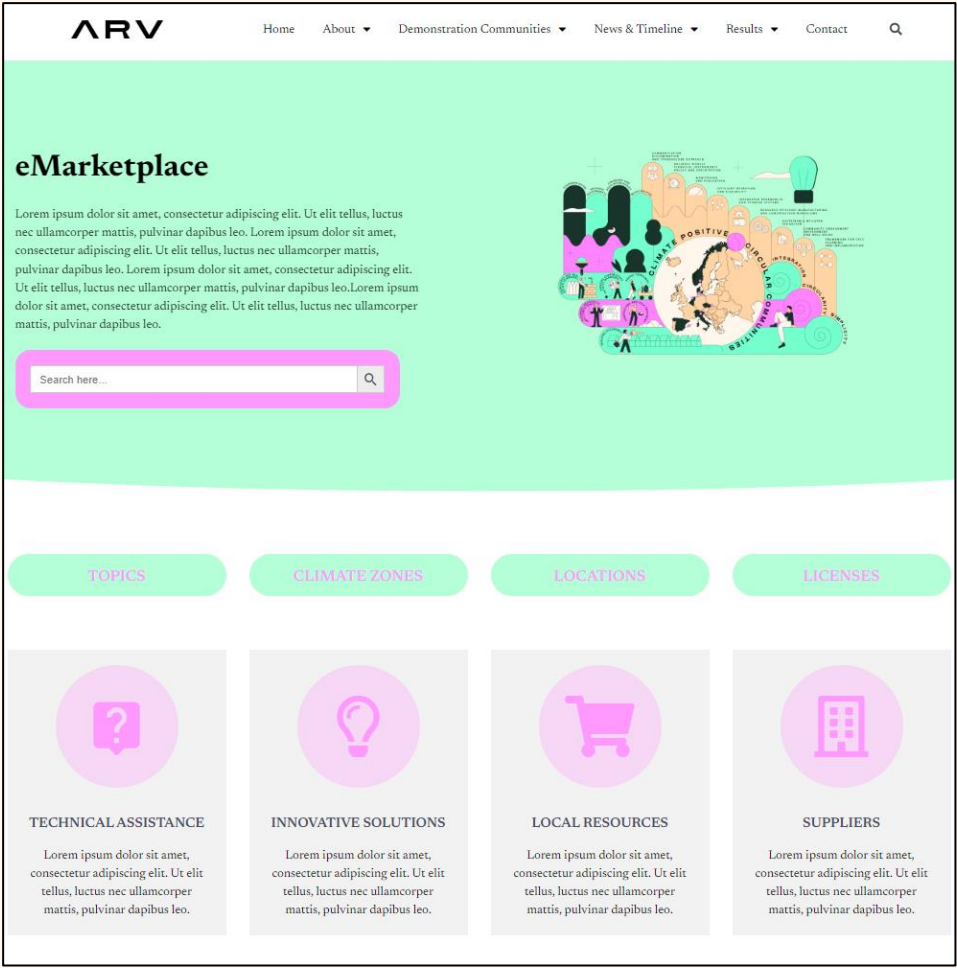 ARV
Home About Demonstration Communities News & Timeline Results Contact
eMarketplace
Lorem ipsum dolor sit amet, consectetur adipiscing elit. Ut elit tellus, luctus
nec ullamcorper mattis, pulvinar dapibus leo. Lorem ipsum dolor sit amet,
consectetur adipiscing elit. Ut elit tellus, luctus nec ullamcorper mattis,
pulvinar dapibus leo. Lorem ipsum dolor sit amet, consectetur adipiscing elit.
Ut elit tellus, luctus nec ullamcorper mattis, pulvinar dapibus leo.Lorem ipsum
dolor sit amet, consectetur adipiscing elit. Ut elit tellus, luctus nec ullamcorper
mattis, pulvinar dapibus leo.
Search here...
CLIMATE POSITIVE CIRCULAR COMMUNITIES
INTEGRATION
CIRCULARITY
SIMPLICITY
TOPICS
CLIMATE ZONES
LOCATIONS
LICENSES
TECHNICAL ASSISTANCE
Lorem ipsum dolor sit amet,
consectetur adipiscing elit. Ut elit
tellus, luctus nec ullamcorper
mattis, pulvinar dapibus leo.
INNOVATIVE SOLUTIONS
Lorem ipsum dolor sit amet,
consectetur adipiscing elit. Ut elit
tellus, luctus nec ullamcorper
mattis, pulvinar dapibus leo.
LOCAL RESOURCES
Lorem ipsum dolor sit amet,
consectetur adipiscing elit. Ut elit
tellus, luctus nec ullamcorper
mattis, pulvinar dapibus leo.
SUPPLIERS
Lorem ipsum dolor sit amet,
consectetur adipiscing elit. Ut elit
tellus, luctus nec ullamcorper
mattis, pulvinar dapibus leo.